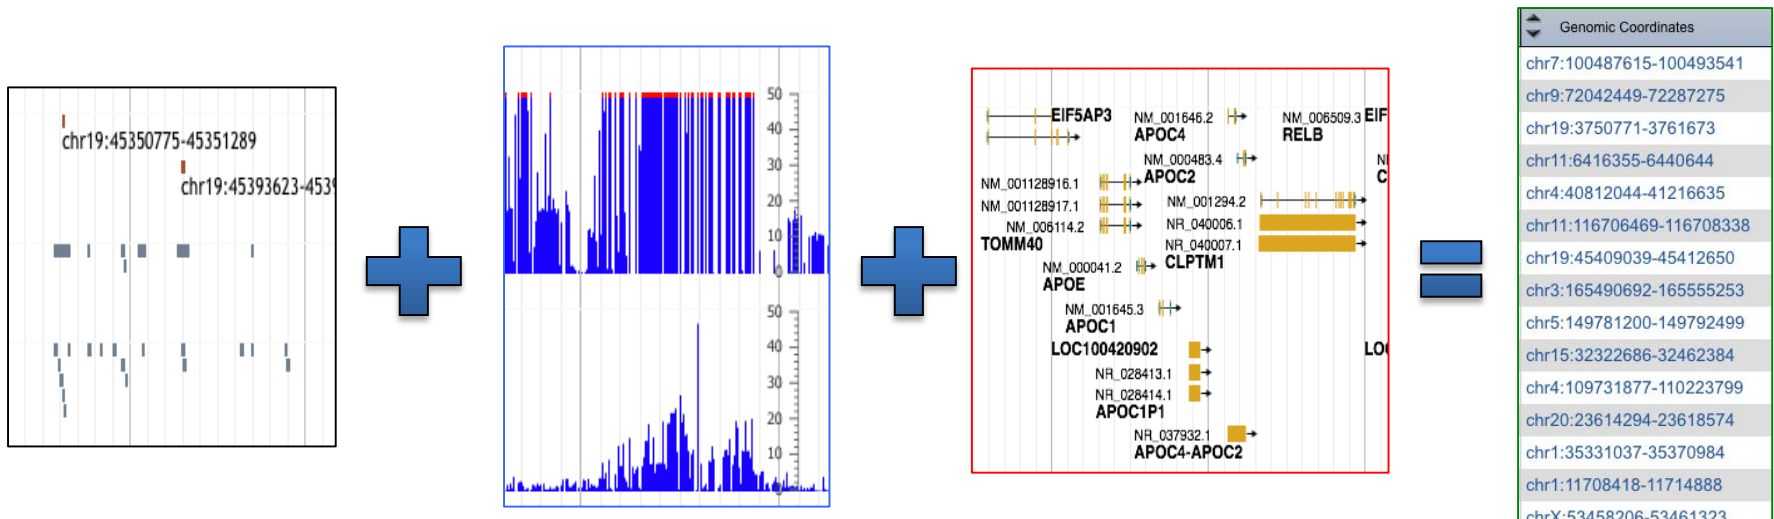 chr19:45350775-45351289
chr19:45393623-453
50
40
30
20
10
0
50
40
30
20
10
0
EIF5AP3
NM_001646.2
APOC4
NM_006509.3
RELB
EIF
NM_000483.4
APOC2
NM_001128916.1
NM_001128917.1
NM_006114.2
TOMM40
NM_001294.2
NR_040006.1
NR_040007.1
CLPTM1
NM_000041.2
APOE
NM_001645.3
APOC1
LOC100420902
NR_028413.1
NR_028414.1
APOC1P1
NR_037932.1
APOC4-APOC2
Genomic Coordinates
chr7:100487615-100493541
chr9:72042449-72287275
chr19:3750771-3761673
chr11:6416355-6440644
chr4:40812044-41216635
chr11:116706469-116708338
chr19:45409039-45412650
chr3:165490692-165555253
chr5:149781200-149792499
chr15:32322686-32462384
chr4:109731877-110223799
chr20:23614294-23618574
chr1:35331037-35370984
chr1:11708418-11714888
chrX:53458206-53461323